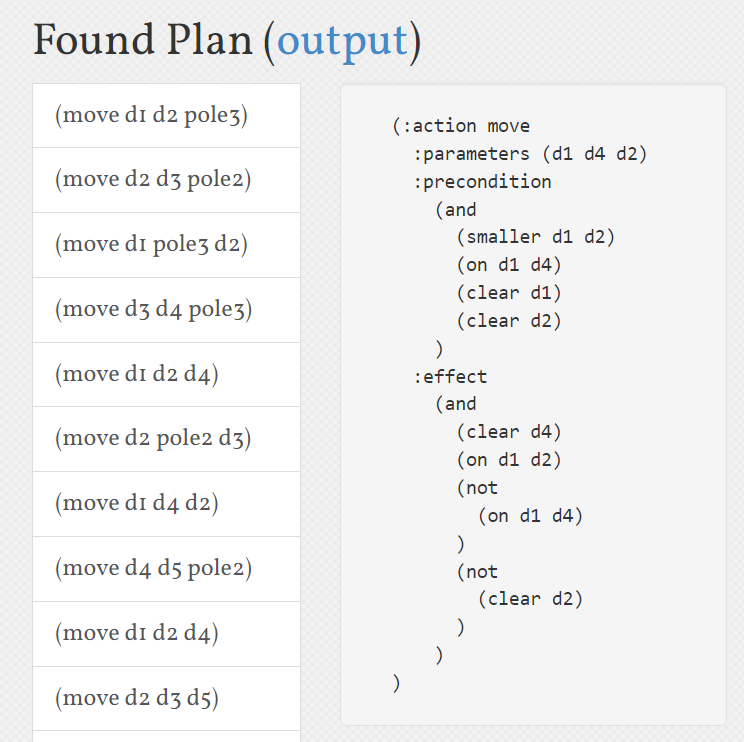 Found Plan (output)
(move d1 d2 pole3)
(move d2 d3 pole2)
(move d1 pole3 d2)
(move d3 d4 pole3)
(move d1 d2 d4)
(move d2 pole2 d3)
(move d1 d4 d2)
(move d4 d5 pole2)
(move d1 d2 d4)
(move d2 d3 d5)
(:action move
:parameters (d1 d4 d2)
:precondition
(and
(smaller d1 d2)
(on d1 d4)
(clear d1)
(clear d2)
)
:effect
(and
(clear d4)
(on d1 d2)
(not
(on d1 d4)
)
(not
(clear d2)
)
)
)